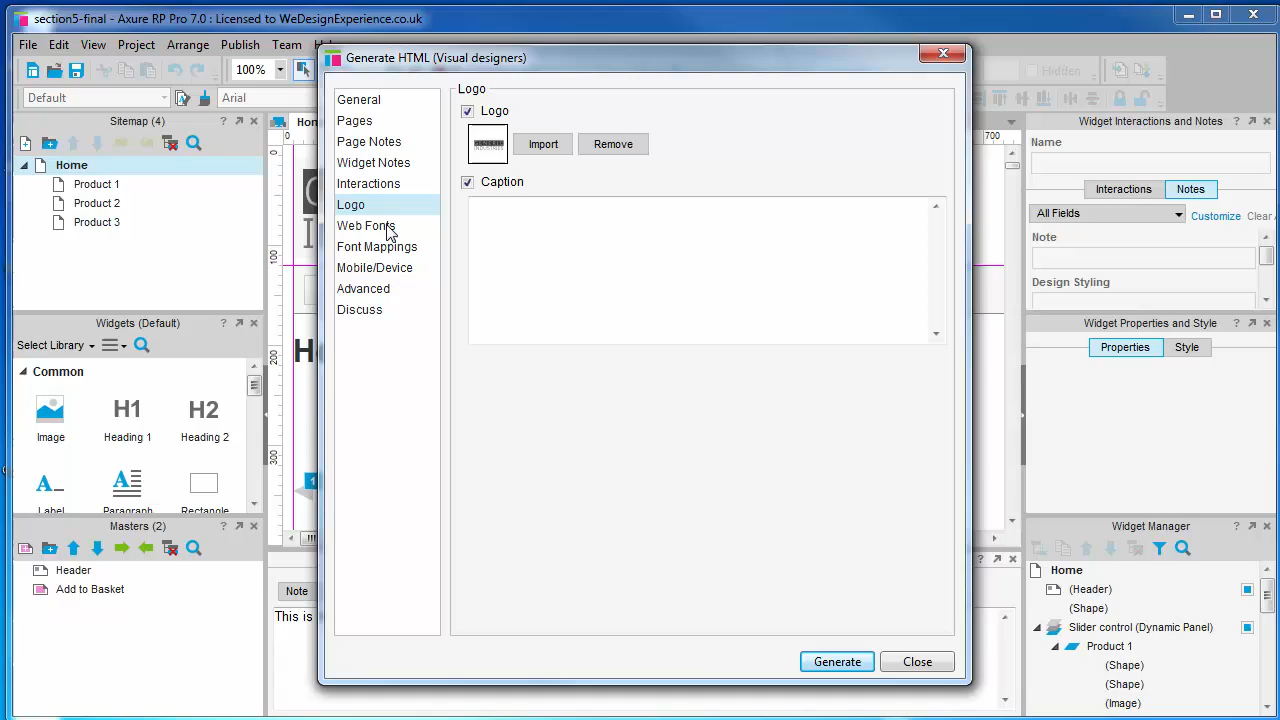 section5-final - Axure RP Pro 7.0 : Licensed to WeDesignExperience.co.uk
File Edit View Project Arrange Publish Team
100%
Default Arial Hidden
Generate HTML (Visual designers)
Sitemap (4)
Home
Product 1
Product 2
Product 3
Widgets (Default)
Select Library
Common
Image
H1
Heading 1
H2
Heading 2
Label
Paragraph
Rectangle
Masters (2)
Header
Add to Basket
0
100
200
300
700
Note
This is
General
Pages
Page Notes
Widget Notes
Interactions
Logo
Web Fonts
Font Mappings
Mobile/Device
Advanced
Discuss
Logo
Logo
Import Remove
Caption
Generate Close
Widget Interactions and Notes
Name
Interactions Notes
All Fields Customize Clear
Note
Design Styling
Widget Properties and Style
Properties Style
Widget Manager
Home
(Header)
(Shape)
Slider control (Dynamic Panel)
Product 1
(Shape)
(Shape)
(Image)